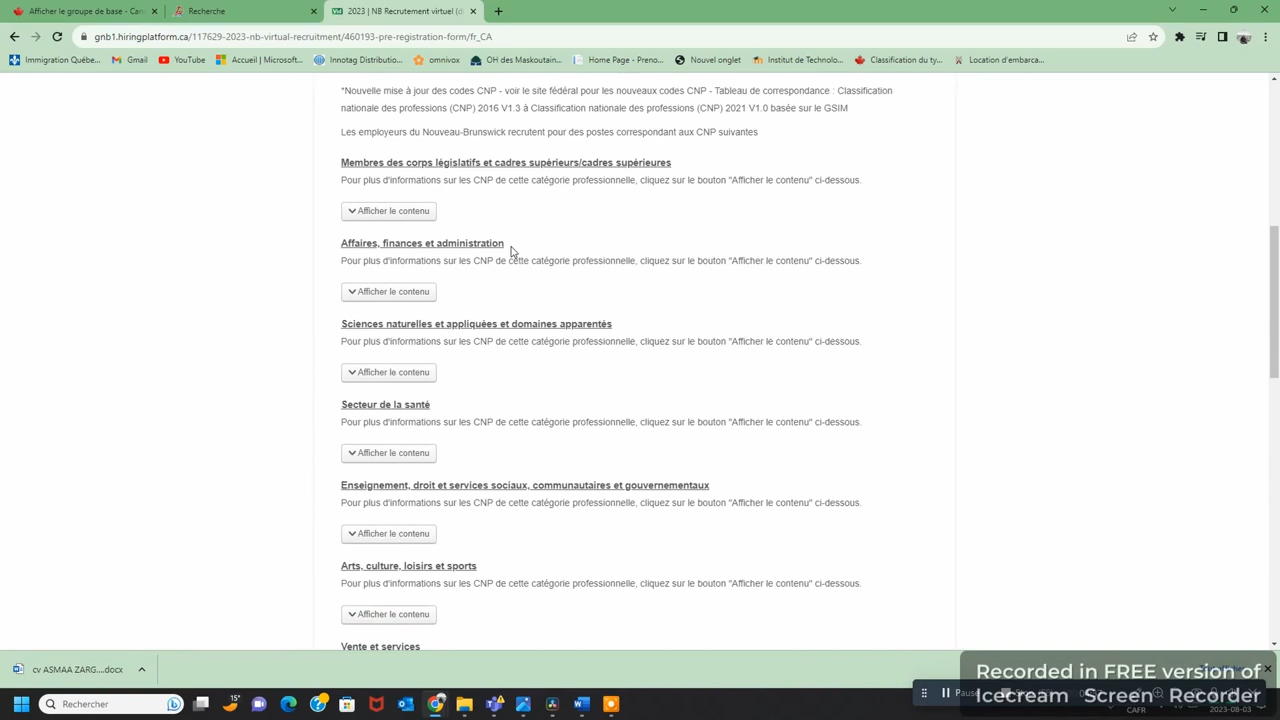 Afficher le groupe de base - Can
Recherche
2023 | NB Recrutement virtuel (d
gnb1.hiringplatform.ca/117629-2023-nb-virtual-recruitment/460193-pre-registration-form/fr_CA
Immigration Québe...
Gmail
YouTube
Accueil | Microsoft...
Innotag Distributio...
omnivox
OH des Maskoutain...
Home Page - Preno...
Nouvel onglet
Institut de Technolo...
Classification du ty...
Location d'embarca...
*Nouvelle mise à jour des codes CNP - voir le site fédéral pour les nouveaux codes CNP - Tableau de correspondance : Classification
nationale des professions (CNP) 2016 V1.3 à Classification nationale des professions (CNP) 2021 V1.0 basée sur le GSIM
Les employeurs du Nouveau-Brunswick recrutent pour des postes correspondant aux CNP suivantes
Membres des corps législatifs et cadres supérieurs/cadres supérieures
Pour plus d'informations sur les CNP de cette catégorie professionnelle, cliquez sur le bouton "Afficher le contenu" ci-dessous.
Afficher le contenu
Affaires, finances et administration
Pour plus d'informations sur les CNP de cette catégorie professionnelle, cliquez sur le bouton "Afficher le contenu" ci-dessous.
Afficher le contenu
Sciences naturelles et appliquées et domaines apparentés
Pour plus d'informations sur les CNP de cette catégorie professionnelle, cliquez sur le bouton "Afficher le contenu" ci-dessous.
Afficher le contenu
Secteur de la santé
Pour plus d'informations sur les CNP de cette catégorie professionnelle, cliquez sur le bouton "Afficher le contenu" ci-dessous.
Afficher le contenu
Enseignement, droit et services sociaux, communautaires et gouvernementaux
Pour plus d'informations sur les CNP de cette catégorie professionnelle, cliquez sur le bouton "Afficher le contenu" ci-dessous.
Afficher le contenu
Arts, culture, loisirs et sports
Pour plus d'informations sur les CNP de cette catégorie professionnelle, cliquez sur le bouton "Afficher le contenu" ci-dessous.
Afficher le contenu
Vente et services
cv ASMAA ZARG....docx
Recorded in FREE version of
Icecream Screen Recorder
Pause
Rechercher
15°
CAFR
2023-08-03